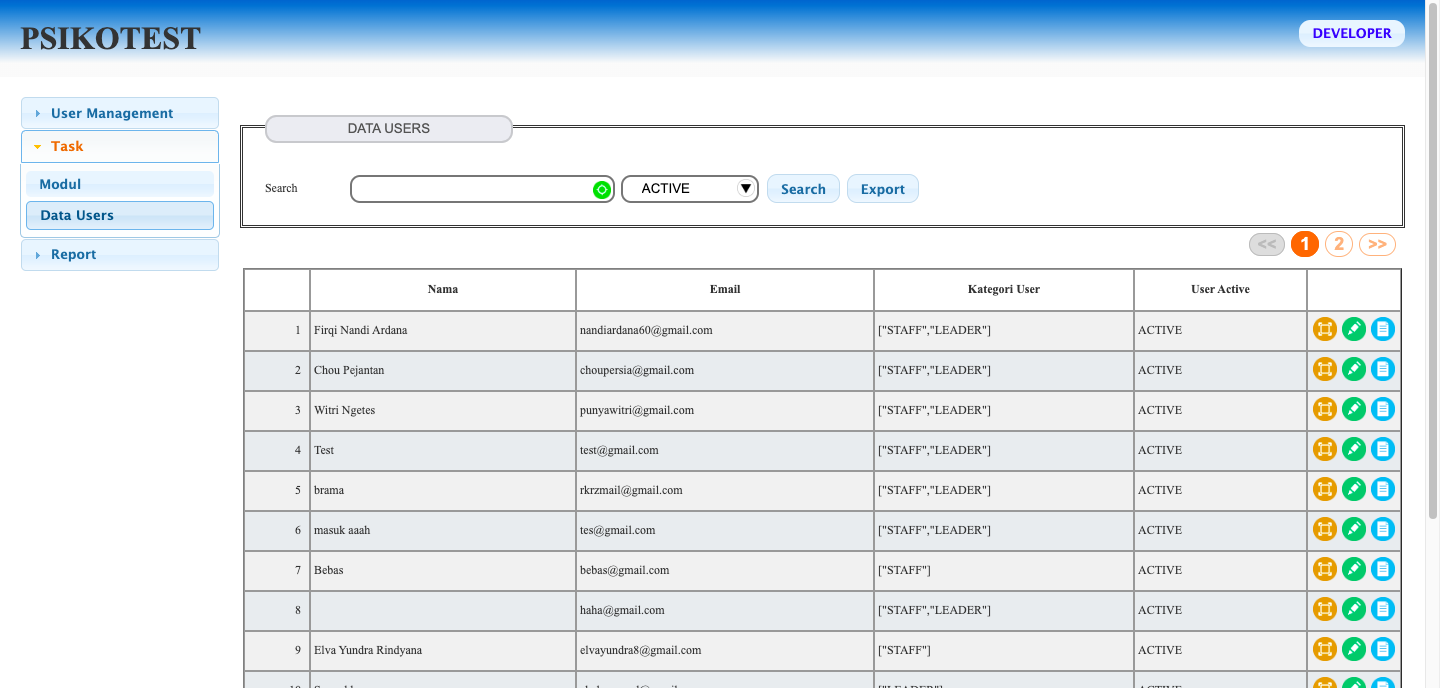 PSIKOTEST
DEVELOPER
User Management
Task
Modul
Data Users
Report
DATA USERS
Search ACTIVE Search Export
<< 1 2 >>
Nama Email Kategori User User Active
1 Firqi Nandi Ardana nandiardana60@gmail.com ["STAFF","LEADER"] ACTIVE
2 Chou Pejantan choupersia@gmail.com ["STAFF","LEADER"] ACTIVE
3 Witri Ngetes punyawitri@gmail.com ["STAFF","LEADER"] ACTIVE
4 Test test@gmail.com ["STAFF","LEADER"] ACTIVE
5 brama rkrzmail@gmail.com ["STAFF","LEADER"] ACTIVE
6 masuk aaah tes@gmail.com ["STAFF","LEADER"] ACTIVE
7 Bebas bebas@gmail.com ["STAFF"] ACTIVE
8 haha@gmail.com ["STAFF","LEADER"] ACTIVE
9 Elva Yundra Rindyana elvayundra8@gmail.com ["STAFF"] ACTIVE